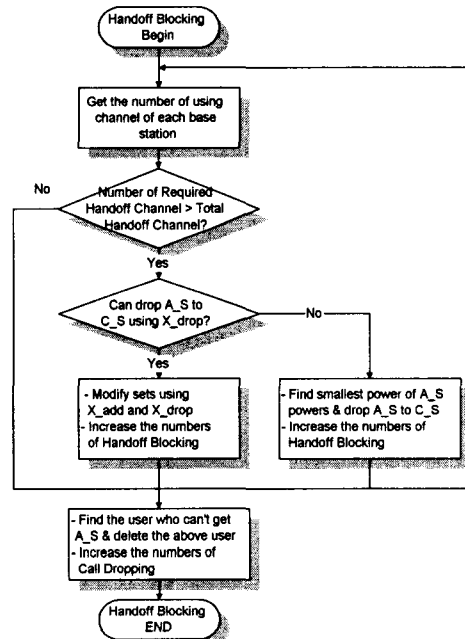 Handoff Blocking
Begin
Get the number of using
channel of each base
station
No
Number of Required
Handoff Channel > Total
Handoff Channel?
Yes
Can drop A_S to
C_S using X_drop?
No
Yes
- Modify sets using
X_add and X_drop
- Increase the numbers
of Handoff Blocking
- Find smallest power of A_S
powers & drop A_S to C_S
- Increase the numbers of
Handoff Blocking
- Find the user who can't get
A_S & delete the above user
- Increase the numbers of
Call Dropping
Handoff Blocking
END